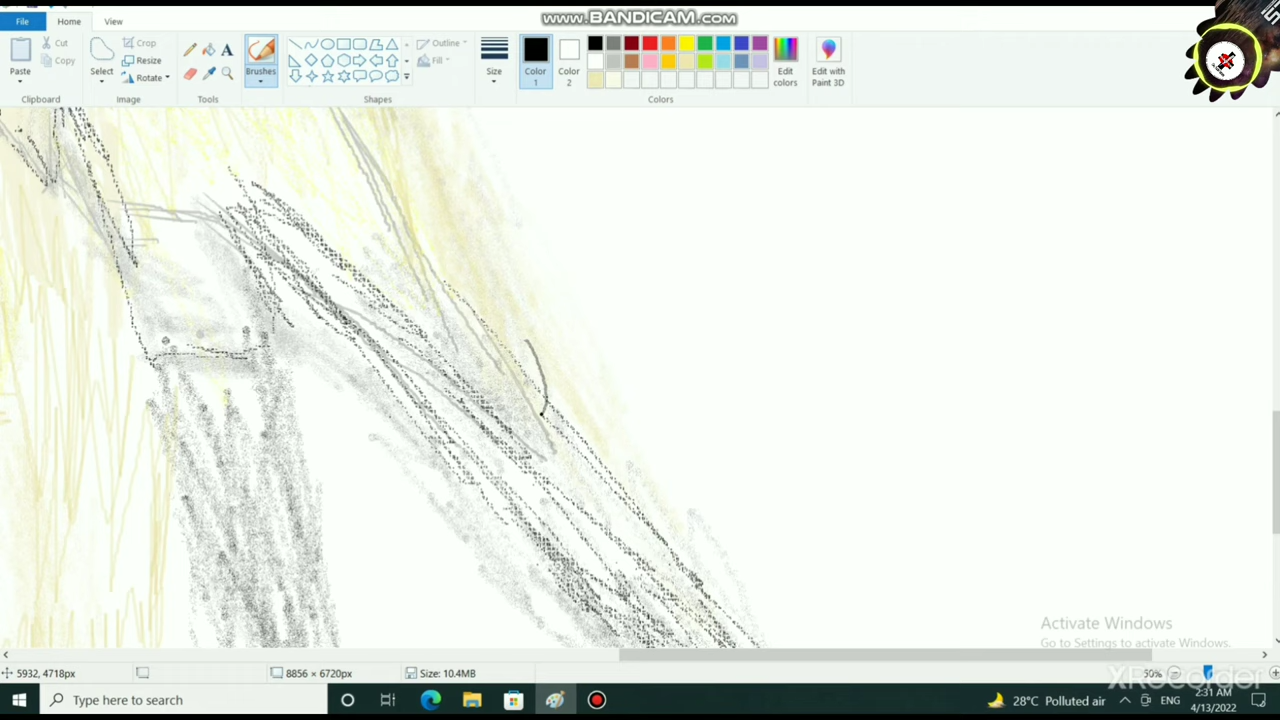 www.BANDICAM.com
File
Home
View
Cut
Copy
Paste
Clipboard
Crop
Resize
Rotate
Select
Image
A
Tools
Brushes
Outline
Fill
Shapes
Size
Color
1
Color
2
Edit
colors
Colors
Edit with
Paint 3D
Activate Windows
Go to Settings to activate Windows.
5932, 4718px
8856 × 6720px
Size: 10.4MB
50%
XRecorder
Type here to search
28°C Polluted air
ENG
2:31 AM
4/13/2022